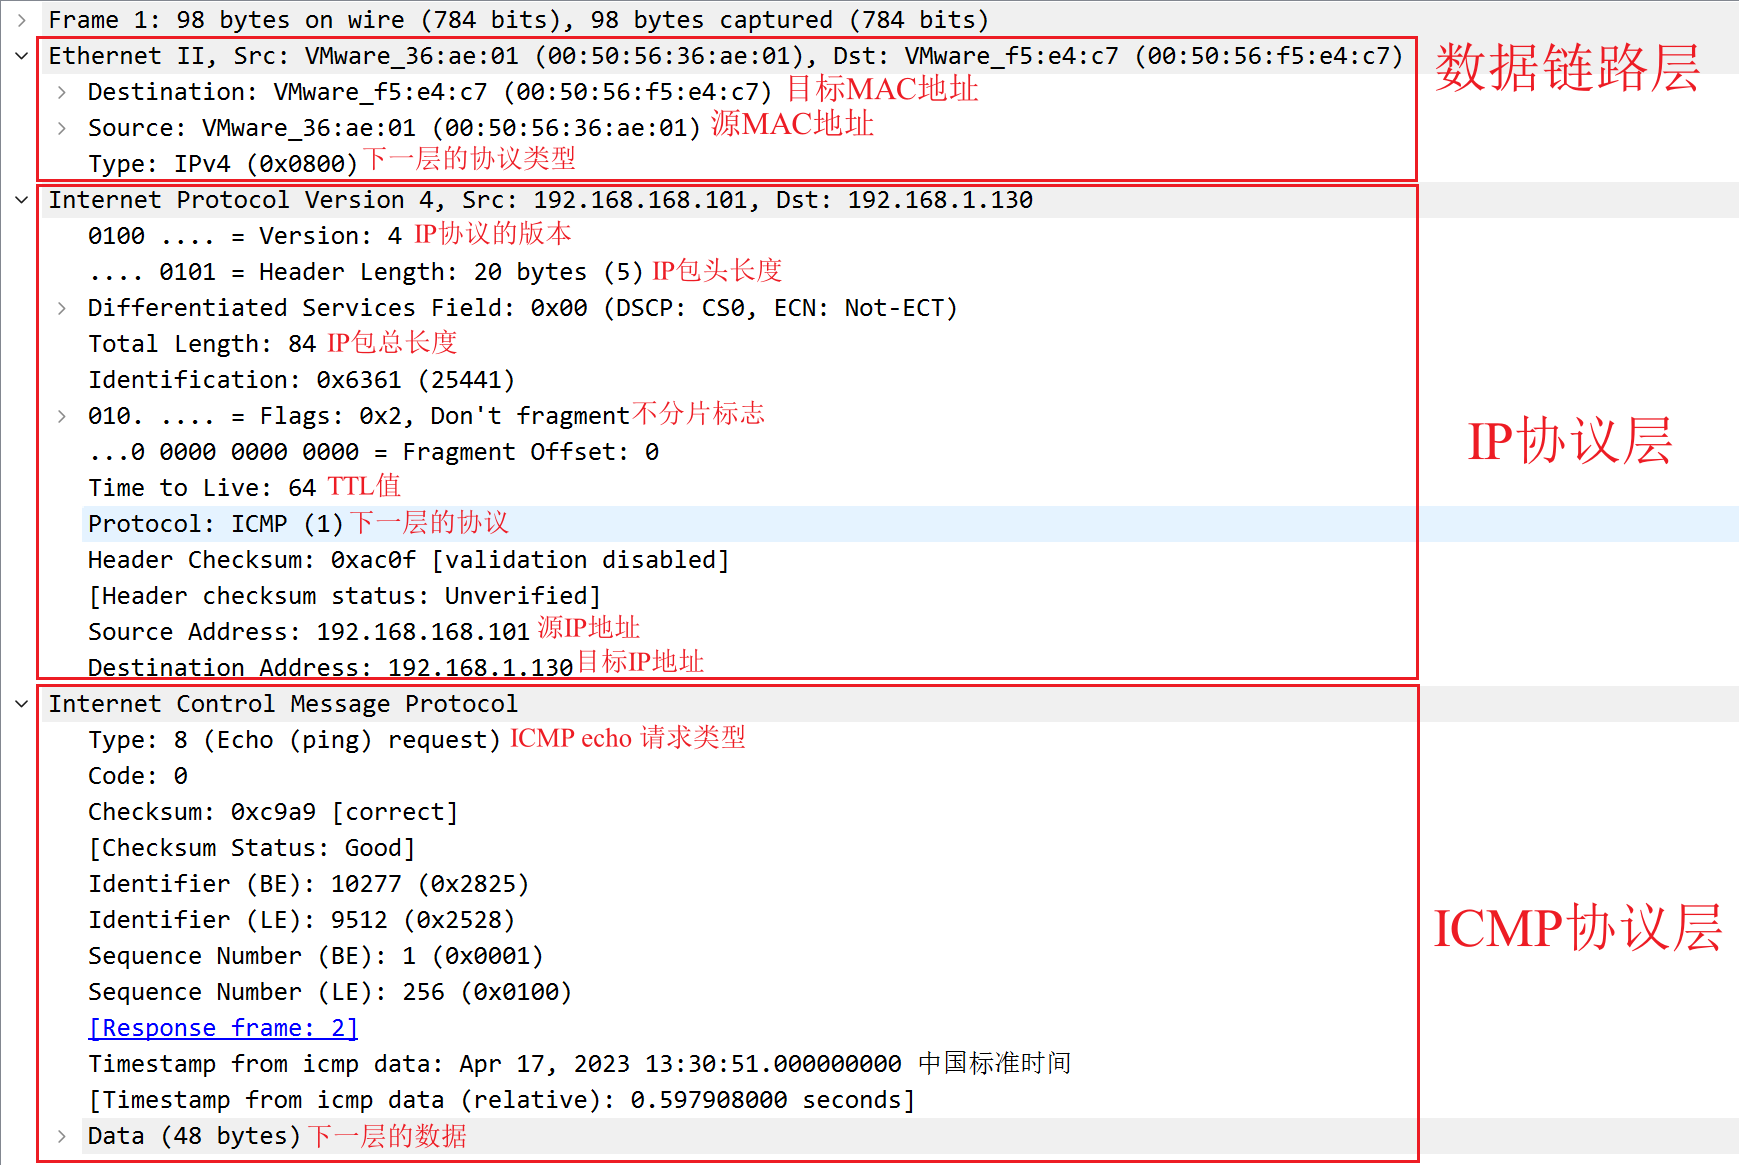 Frame 1: 98 bytes on wire (784 bits), 98 bytes captured (784 bits)
Ethernet II, Src: VMware_36:ae:01 (00:50:56:36:ae:01), Dst: VMware_f5:e4:c7 (00:50:56:f5:e4:c7) 数据链路层
Destination: VMware_f5:e4:c7 (00:50:56:f5:e4:c7) 目标MAC地址
Source: VMware_36:ae:01 (00:50:56:36:ae:01) 源MAC地址
Type: IPv4 (0x0800) 下一层的协议类型
Internet Protocol Version 4, Src: 192.168.168.101, Dst: 192.168.1.130
0100 .... = Version: 4 IP协议的版本
.... 0101 = Header Length: 20 bytes (5) IP包头长度
Differentiated Services Field: 0x00 (DSCP: CS0, ECN: Not-ECT)
Total Length: 84 IP包总长度
Identification: 0x6361 (25441)
010. .... = Flags: 0x2, Don't fragment 不分片标志
...0 0000 0000 0000 = Fragment Offset: 0 IP协议层
Time to Live: 64 TTL值
Protocol: ICMP (1) 下一层的协议
Header Checksum: 0xac0f [validation disabled]
[Header checksum status: Unverified]
Source Address: 192.168.168.101 源IP地址
Destination Address: 192.168.1.130 目标IP地址
Internet Control Message Protocol
Type: 8 (Echo (ping) request) ICMP echo 请求类型
Code: 0
Checksum: 0xc9a9 [correct]
[Checksum Status: Good]
Identifier (BE): 10277 (0x2825)
Identifier (LE): 9512 (0x2528) ICMP协议层
Sequence Number (BE): 1 (0x0001)
Sequence Number (LE): 256 (0x0100)
[Response frame: 2]
Timestamp from icmp data: Apr 17, 2023 13:30:51.000000000 中国标准时间
[Timestamp from icmp data (relative): 0.597908000 seconds]
Data (48 bytes) 下一层的数据